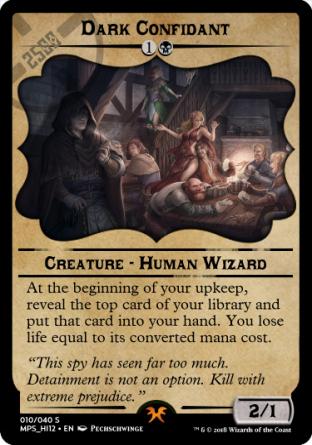 2598
DARK CONFIDANT
1
CREATURE - HUMAN WIZARD
At the beginning of your upkeep,
reveal the top card of your library and
put that card into your hand. You lose
life equal to its converted mana cost.
“This spy has seen far too much.
Detainment is not an option. Kill with
extreme prejudice.”
2/1
010/040 S
MPS_HI12 • EN PECHSCHWINGE
™ & © 2018 Wizards of the Coast